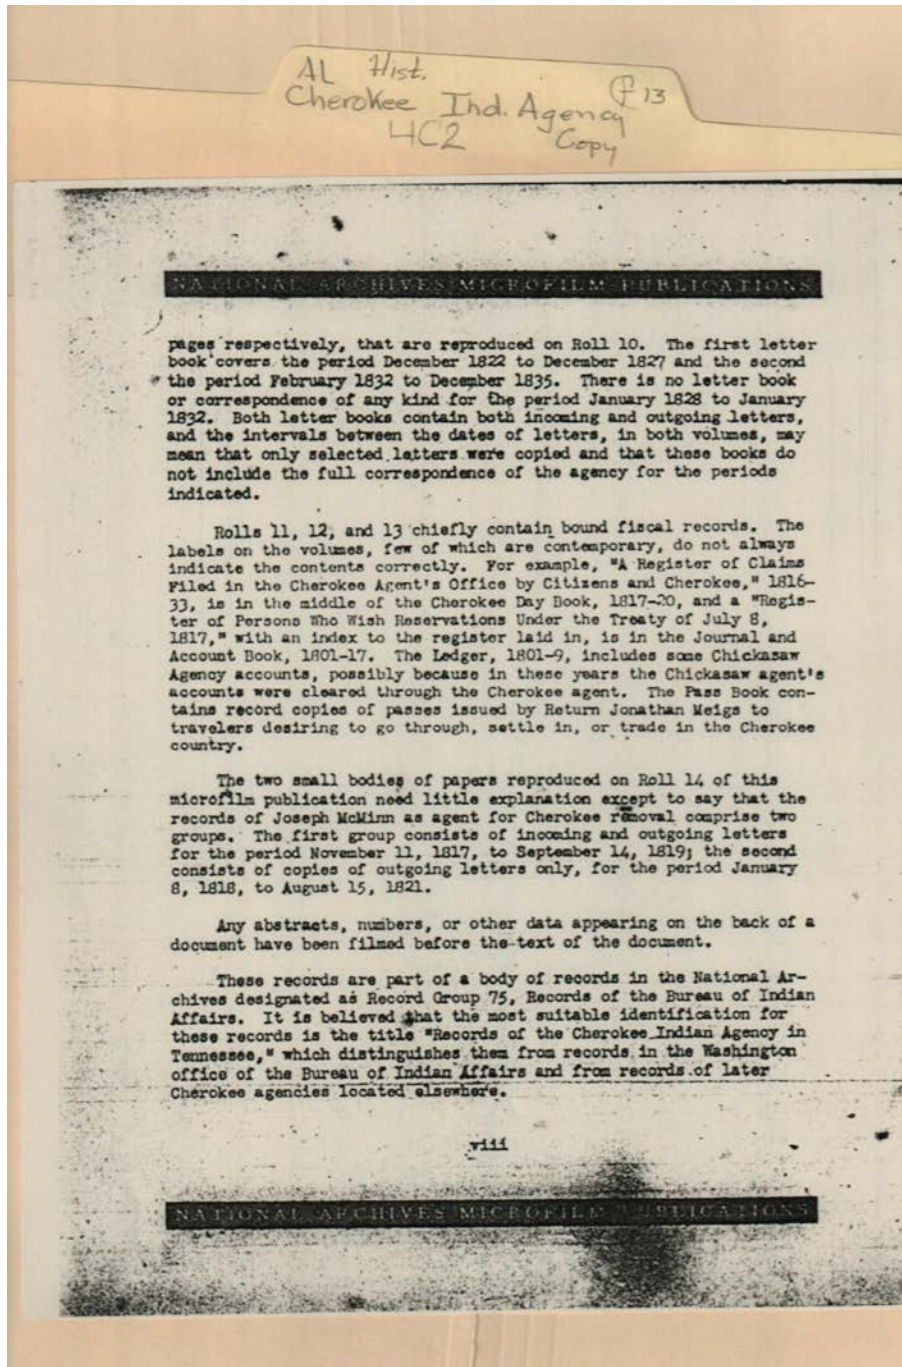 AL Hist. f 13
Cherokee Ind. Agency
4C2 Copy
NATIONAL ARCHIVES MICROFILM PUBLICATIONS
pages respectively, that are reproduced on Roll 10. The first letter
book covers the period December 1822 to December 1827 and the second
the period February 1832 to December 1835. There is no letter book
or correspondence of any kind for the period January 1828 to January
1832. Both letter books contain both incoming and outgoing letters,
and the intervals between the dates of letters, in both volumes, may
mean that only selected letters were copied and that these books do
not include the full correspondence of the agency for the periods
indicated.
Rolls 11, 12, and 13 chiefly contain bound fiscal records. The
labels on the volumes, few of which are contemporary, do not always
indicate the contents correctly. For example, "A Register of Claims
Filed in the Cherokee Agent's Office by Citizens and Cherokee," 1816-
33, is in the middle of the Cherokee Day Book, 1817-20, and a "Regis-
ter of Persons Who Wish Reservations Under the Treaty of July 8,
1817," with an index to the register laid in, is in the Journal and
Account Book, 1801-17. The Ledger, 1801-9, includes some Chickasaw
Agency accounts, possibly because in these years the Chickasaw agent's
accounts were cleared through the Cherokee agent. The Pass Book con-
tains record copies of passes issued by Return Jonathan Meigs to
travelers desiring to go through, settle in, or trade in the Cherokee
country.
The two small bodies of papers reproduced on Roll 14 of this
microfilm publication need little explanation except to say that the
records of Joseph McMinn as agent for Cherokee removal comprise two
groups. The first group consists of incoming and outgoing letters
for the period November 11, 1817, to September 14, 1819; the second
consists of copies of outgoing letters only, for the period January
8, 1818, to August 15, 1821.
Any abstracts, numbers, or other data appearing on the back of a
document have been filmed before the text of the document.
These records are part of a body of records in the National Ar-
chives designated as Record Group 75, Records of the Bureau of Indian
Affairs. It is believed that the most suitable identification for
these records is the title "Records of the Cherokee Indian Agency in
Tennessee," which distinguishes them from records in the Washington
office of the Bureau of Indian Affairs and from records of later
Cherokee agencies located elsewhere.
viii
NATIONAL ARCHIVES MICROFILM PUBLICATIONS